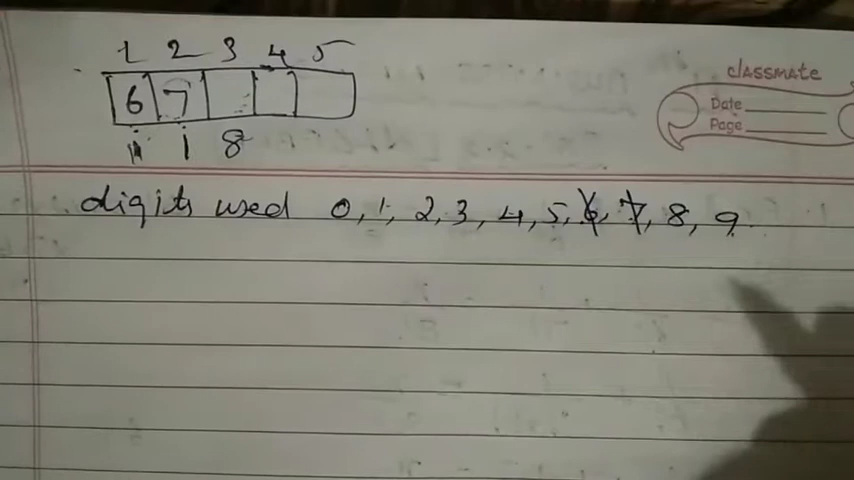 1 2 3 4 5
6 7
1 1 8
classmate
Date
Page
digits used 0, 1, 2, 3, 4, 5, 6, 7, 8, 9.